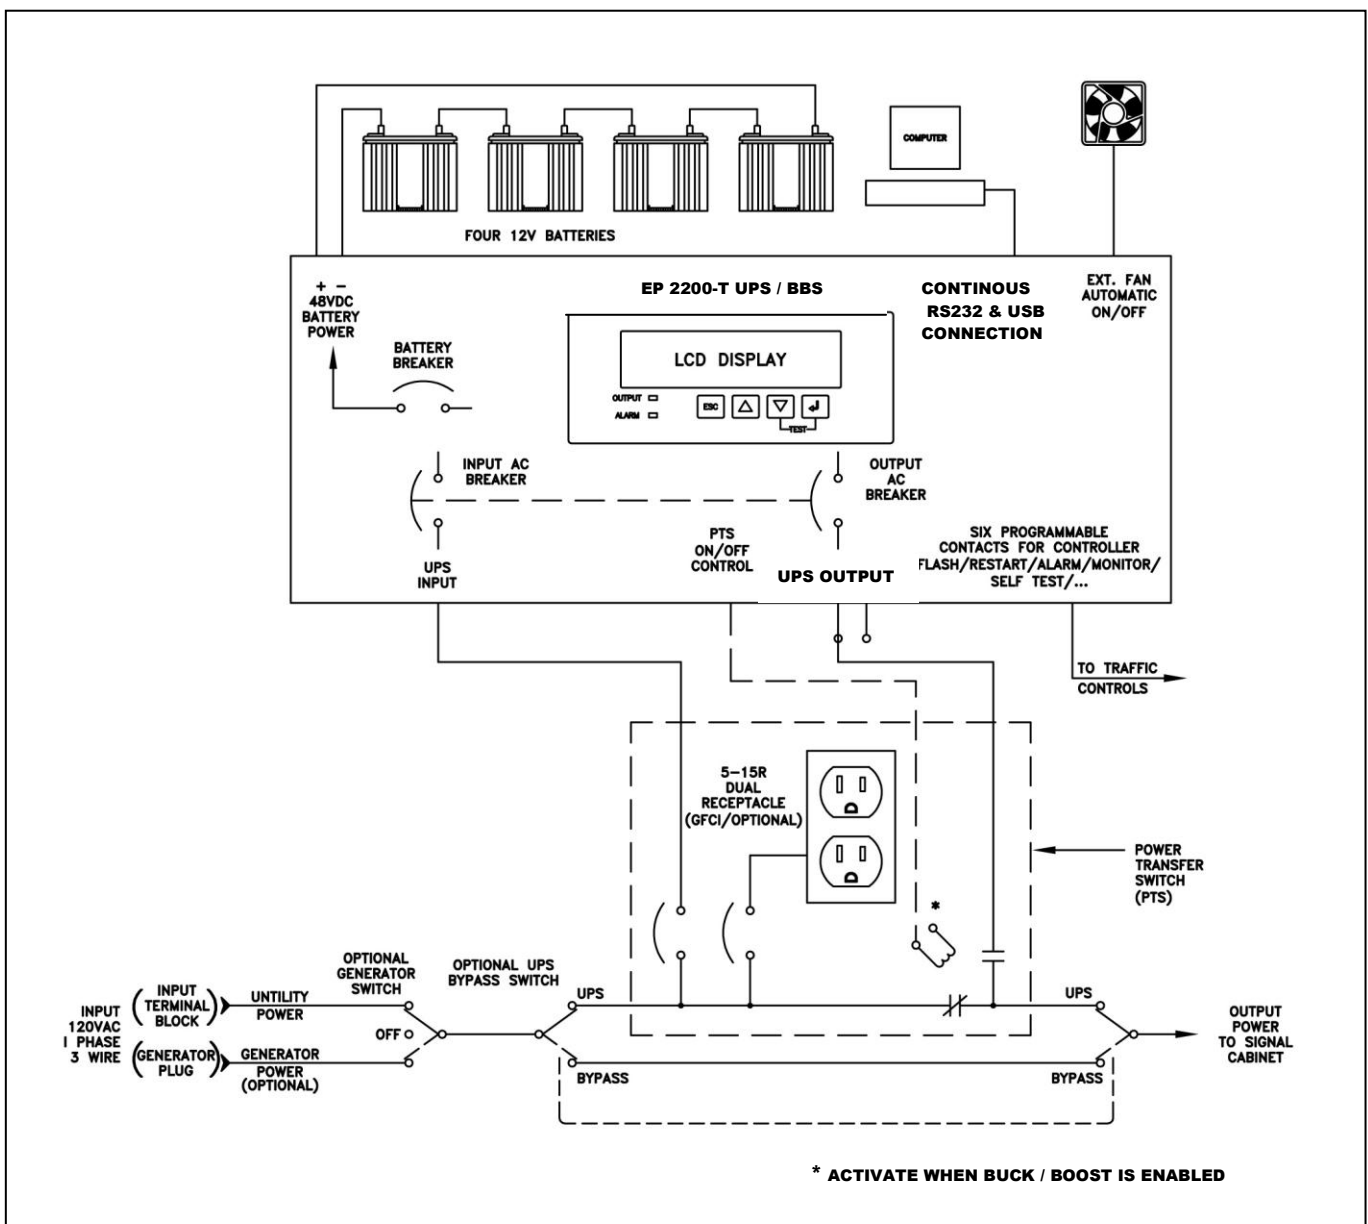 COMPUTER
FOUR 12V BATTERIES
+ -
48VDC
BATTERY
POWER
BATTERY
BREAKER
EP 2200-T UPS / BBS
LCD DISPLAY
OUTPUT
ALARM
ESC
TEST
CONTINOUS
RS232 & USB
CONNECTION
EXT. FAN
AUTOMATIC
ON/OFF
INPUT AC
BREAKER
OUTPUT
AC
BREAKER
UPS
INPUT
PTS
ON/OFF
CONTROL
UPS OUTPUT
SIX PROGRAMMABLE
CONTACTS FOR CONTROLLER
FLASH/RESTART/ALARM/MONITOR/
SELF TEST/...
TO TRAFFIC
CONTROLS
5-15R
DUAL
RECEPTACLE
(GFCI/OPTIONAL)
D
D
POWER
TRANSFER
SWITCH
(PTS)
*
OPTIONAL
GENERATOR
SWITCH
OPTIONAL UPS
BYPASS SWITCH
INPUT
120VAC
I PHASE
3 WIRE
(INPUT
TERMINAL
BLOCK)
(GENERATOR
PLUG)
UNTILITY
POWER
OFF
GENERATOR
POWER
(OPTIONAL)
UPS
BYPASS
UPS
BYPASS
OUTPUT
POWER
TO SIGNAL
CABINET
* ACTIVATE WHEN BUCK / BOOST IS ENABLED